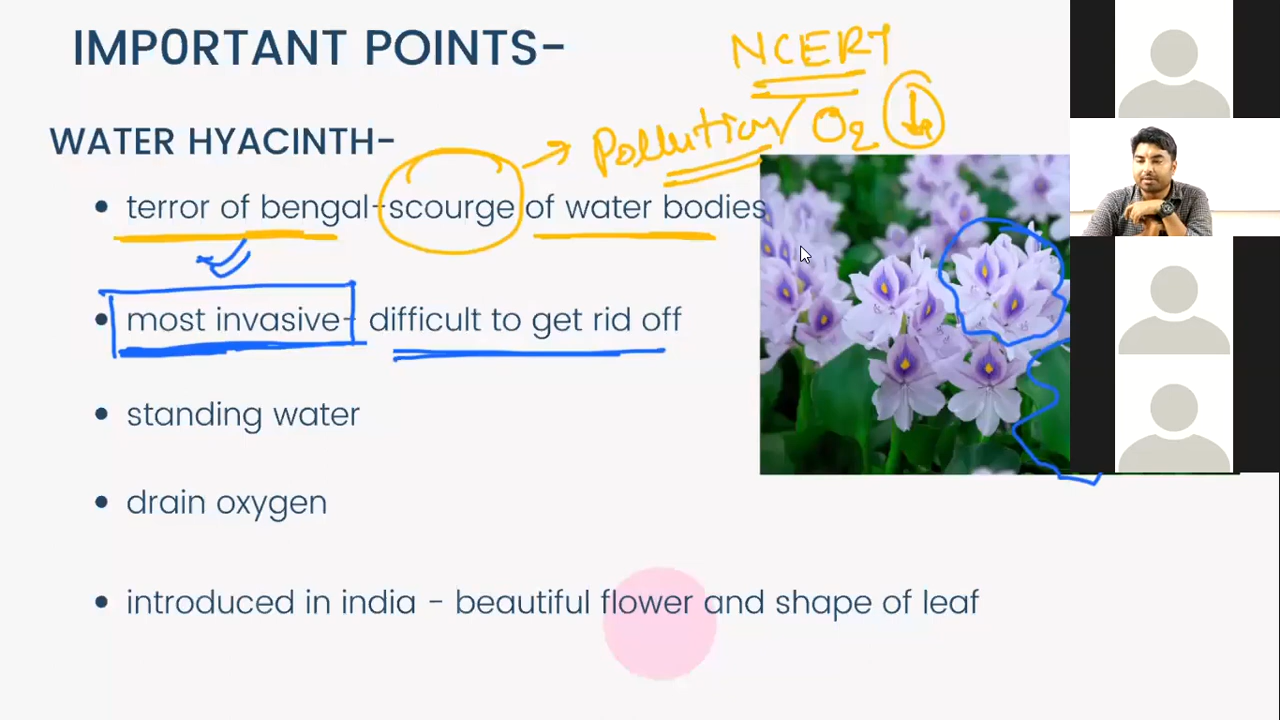 IMPORTANT POINTS-
NCERT
WATER HYACINTH-
Pollution/ O2 ↓
terror of bengal-scourge of water bodies
most invasive- difficult to get rid off
standing water
drain oxygen
introduced in india - beautiful flower and shape of leaf